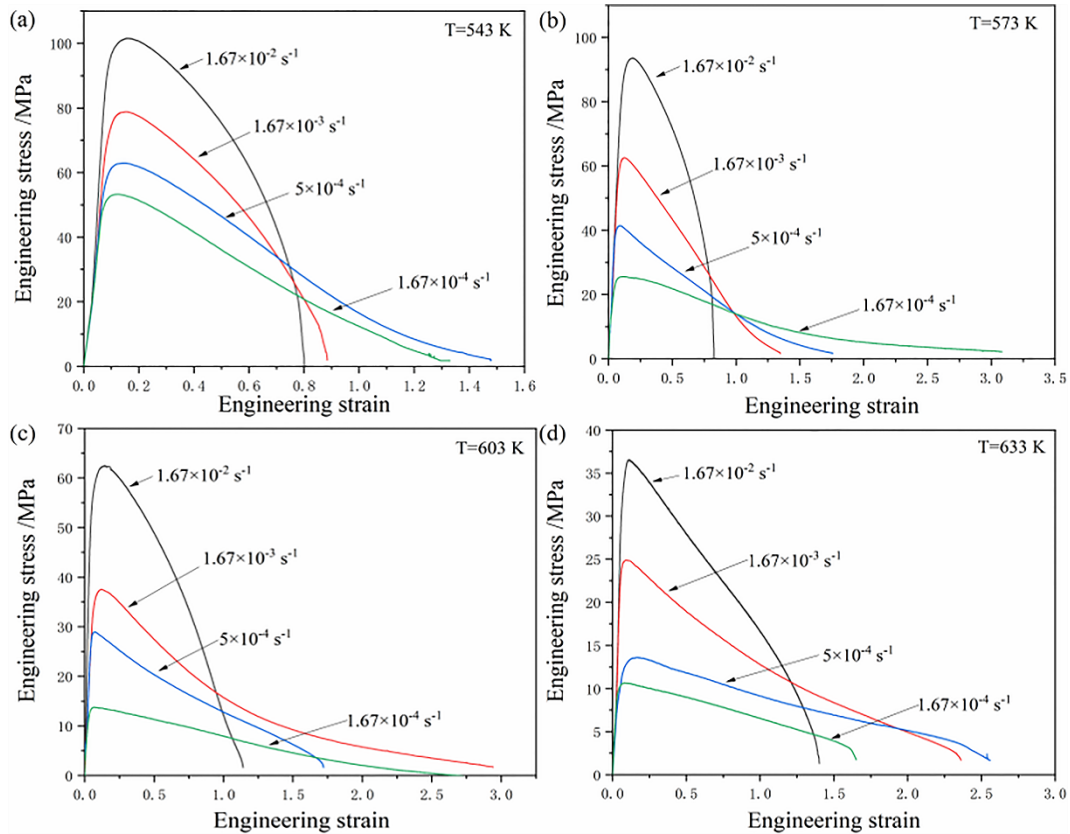 (a)
T=543 K
Engineering stress /MPa
100
80
60
40
20
0
1.67×10⁻² s⁻¹
1.67×10⁻³ s⁻¹
5×10⁻⁴ s⁻¹
1.67×10⁻⁴ s⁻¹
0.0 0.2 0.4 0.6 0.8 1.0 1.2 1.4 1.6
Engineering strain
(b)
T=573 K
Engineering stress /MPa
100
80
60
40
20
0
1.67×10⁻² s⁻¹
1.67×10⁻³ s⁻¹
5×10⁻⁴ s⁻¹
1.67×10⁻⁴ s⁻¹
0.0 0.5 1.0 1.5 2.0 2.5 3.0 3.5
Engineering strain
(c)
T=603 K
Engineering stress /MPa
70
60
50
40
30
20
10
0
1.67×10⁻² s⁻¹
1.67×10⁻³ s⁻¹
5×10⁻⁴ s⁻¹
1.67×10⁻⁴ s⁻¹
0.0 0.5 1.0 1.5 2.0 2.5 3.0
Engineering strain
(d)
T=633 K
Engineering stress /MPa
40
35
30
25
20
15
10
5
0
1.67×10⁻² s⁻¹
1.67×10⁻³ s⁻¹
5×10⁻⁴ s⁻¹
1.67×10⁻⁴ s⁻¹
0.0 0.5 1.0 1.5 2.0 2.5 3.0
Engineering strain